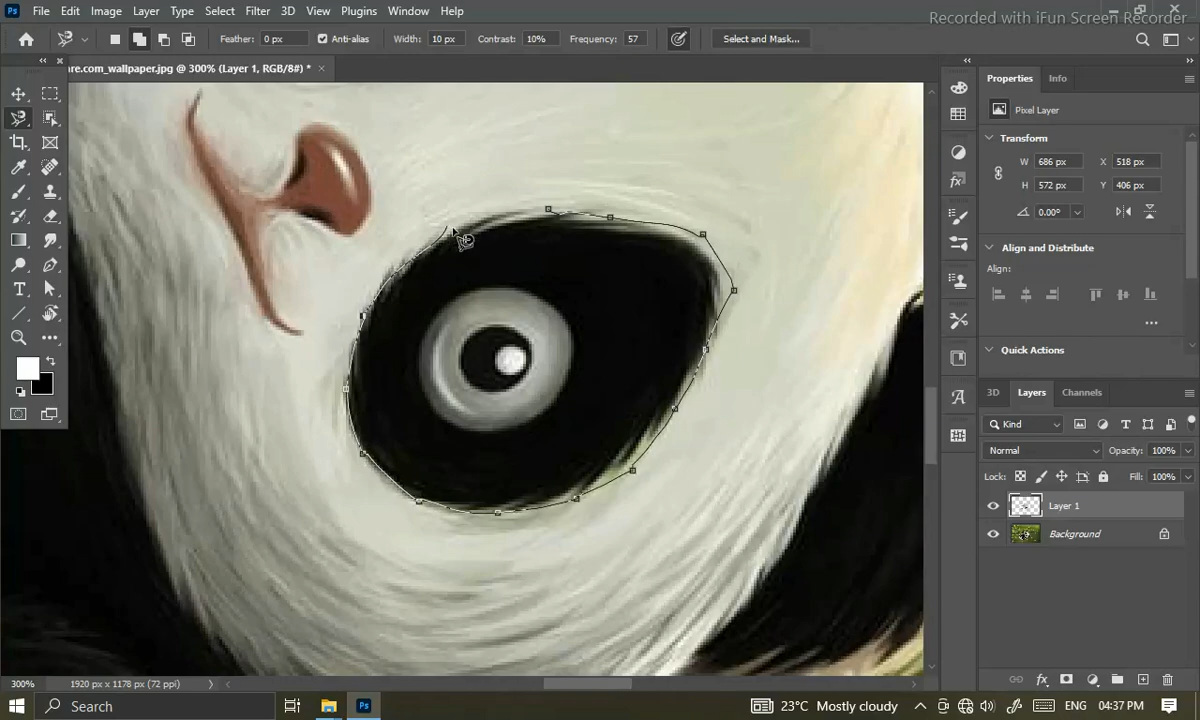 Ps File Edit Image Layer Type Select Filter 3D View Plugins Window Help
Recorded with iFun Screen Recorder
Feather: 0 px Anti-alias Width: 10 px Contrast: 10% Frequency: 57 Select and Mask...
are.com_wallpaper.jpg @ 300% (Layer 1, RGB/8#) * ×
Properties Info
Pixel Layer
Transform
W 686 px X 518 px
H 572 px Y 406 px
0.00°
Align and Distribute
Align:
Quick Actions
3D Layers Channels
Kind
Normal Opacity: 100%
Lock: Fill: 100%
Layer 1
Background
300% 1920 px x 1178 px (72 ppi)
Search Ps 23°C Mostly cloudy ENG 04:37 PM